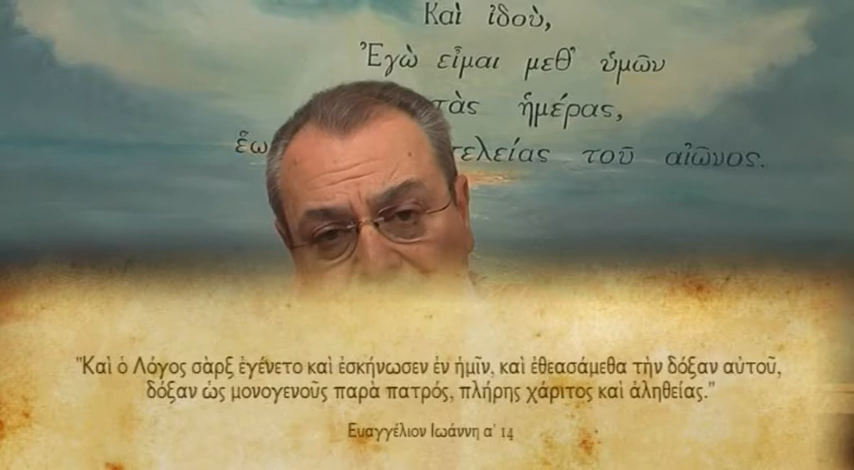 Καὶ ἰδού,
Ἐγὼ εἶμαι μεθ' ὑμῶν
τὰς ἡμέρας,
ἕω τελείας τοῦ αἰῶνος.
"Καὶ ὁ Λόγος σὰρξ ἐγένετο καὶ ἐσκήνωσεν ἐν ἡμῖν, καὶ ἐθεασάμεθα τὴν δόξαν αὐτοῦ,
δόξαν ὡς μονογενοῦς παρὰ πατρός, πλήρης χάριτος καὶ ἀληθείας."
Ευαγγέλιον Ιωάννη α' 14